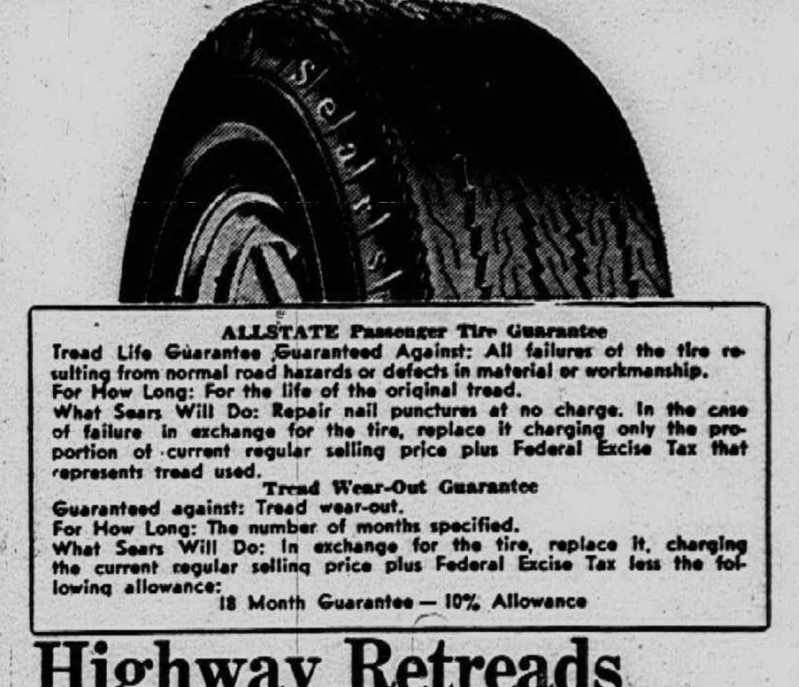 Sears
ALLSTATE Passenger Tire Guarantee
Tread Life Guarantee Guaranteed Against: All failures of the tire re-
sulting from normal road hazards or defects in material or workmanship.
For How Long: For the life of the original tread.
What Sears Will Do: Repair nail punctures at no charge. In the case
of failure in exchange for the tire, replace it charging only the pro-
portion of current regular selling price plus Federal Excise Tax that
represents tread used.
Tread Wear-Out Guarantee
Guaranteed against: Tread wear-out.
For How Long: The number of months specified.
What Sears Will Do: In exchange for the tire, replace it, charging
the current regular selling price plus Federal Excise Tax less the fol-
lowing allowance:
18 Month Guarantee — 10% Allowance
Highway Retreads